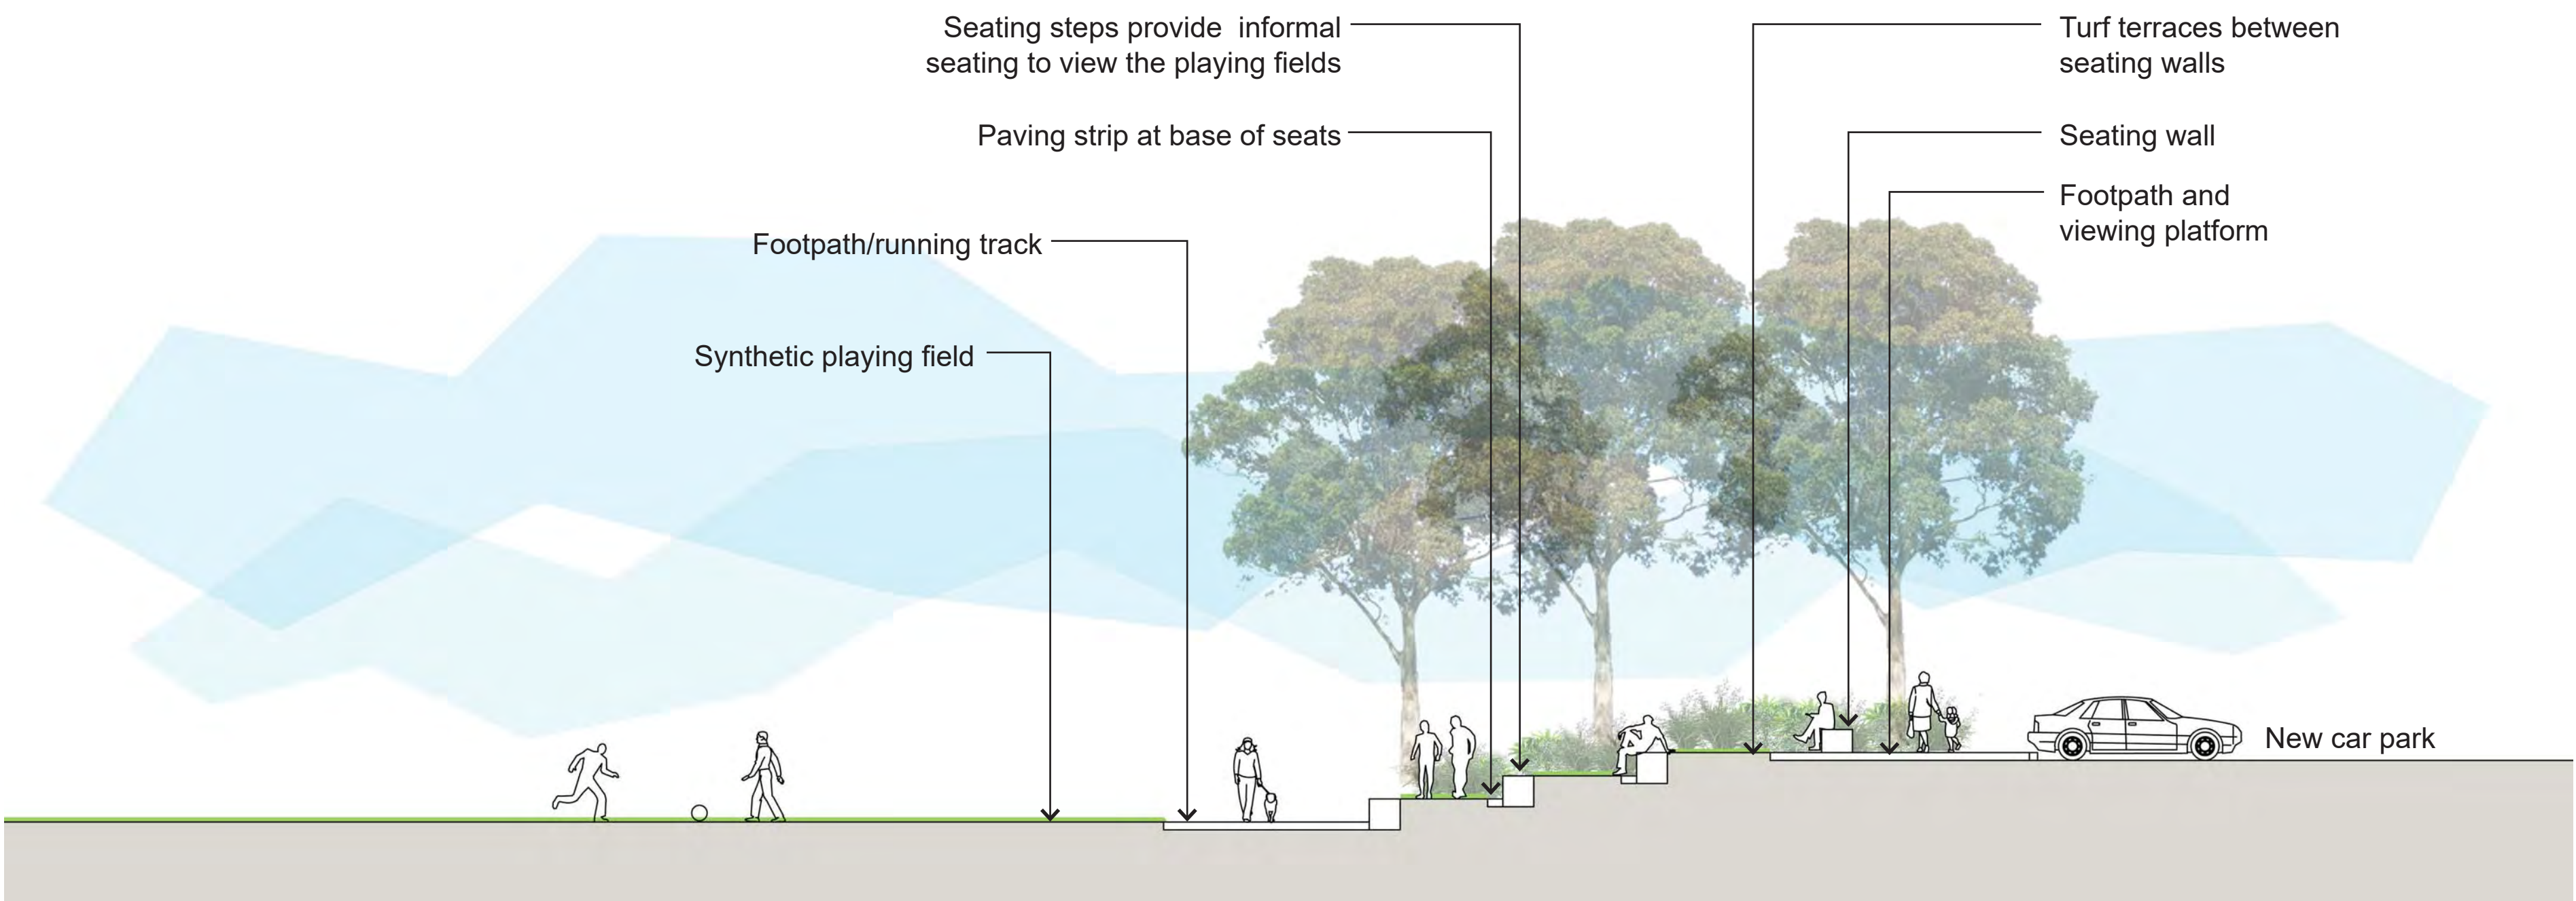 Seating steps provide  informal
seating to view the playing fields
Paving strip at base of seats
Footpath/running track
Synthetic playing field
Turf terraces between
seating walls
Seating wall
Footpath and
viewing platform
New car park